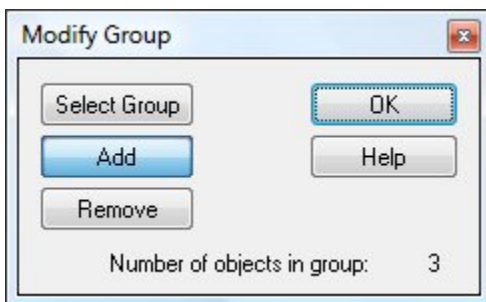 Modify Group
Select Group
OK
Add
Help
Remove
Number of objects in group: 3